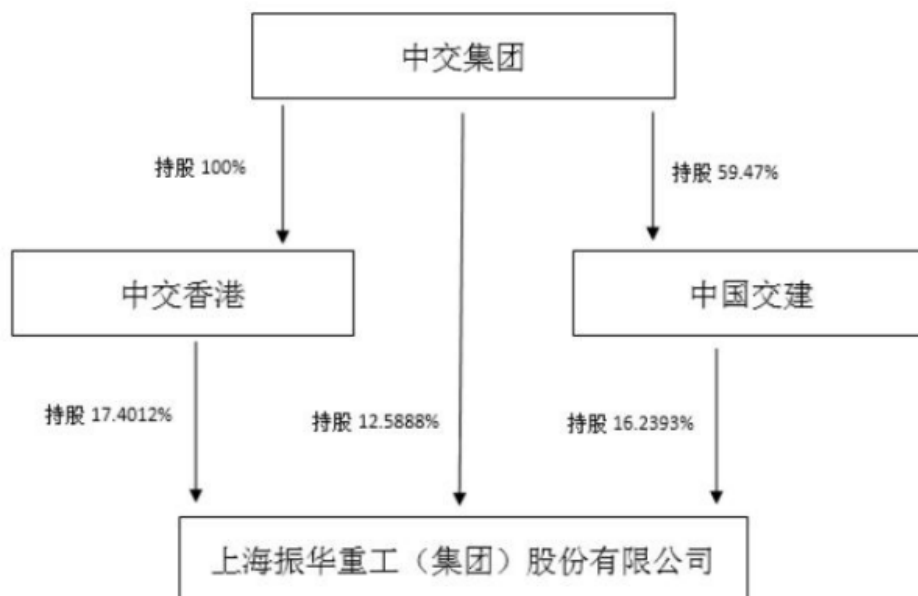 中交集团
持股 100%
持股 59.47%
中交香港
中国交建
持股 17.4012%
持股 12.5888%
持股 16.2393%
上海振华重工（集团）股份有限公司